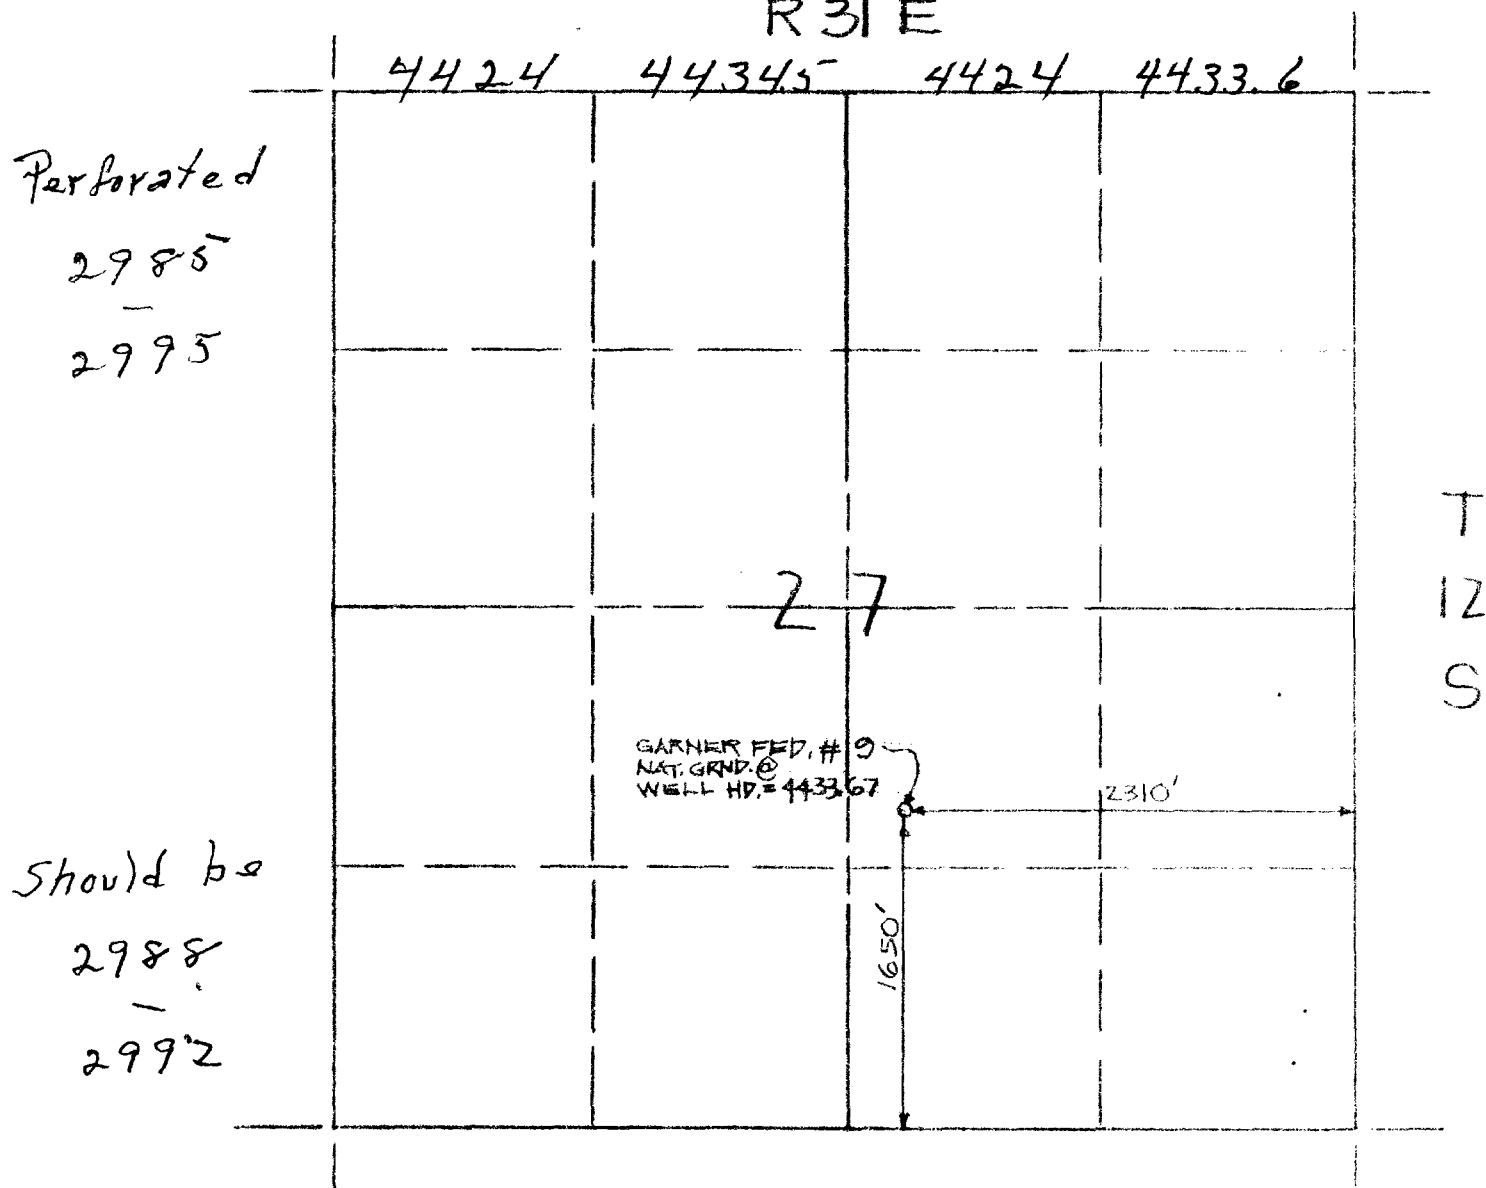 R 31 E
4424 4434.5 4424 4433.6
Perforated
2985
—
2995
T
12
S
27
GARNER FED. # 9
NAT. GRND. @
WELL HD. = 4433.67
2310'
Should be
2988
—
2992
1650'